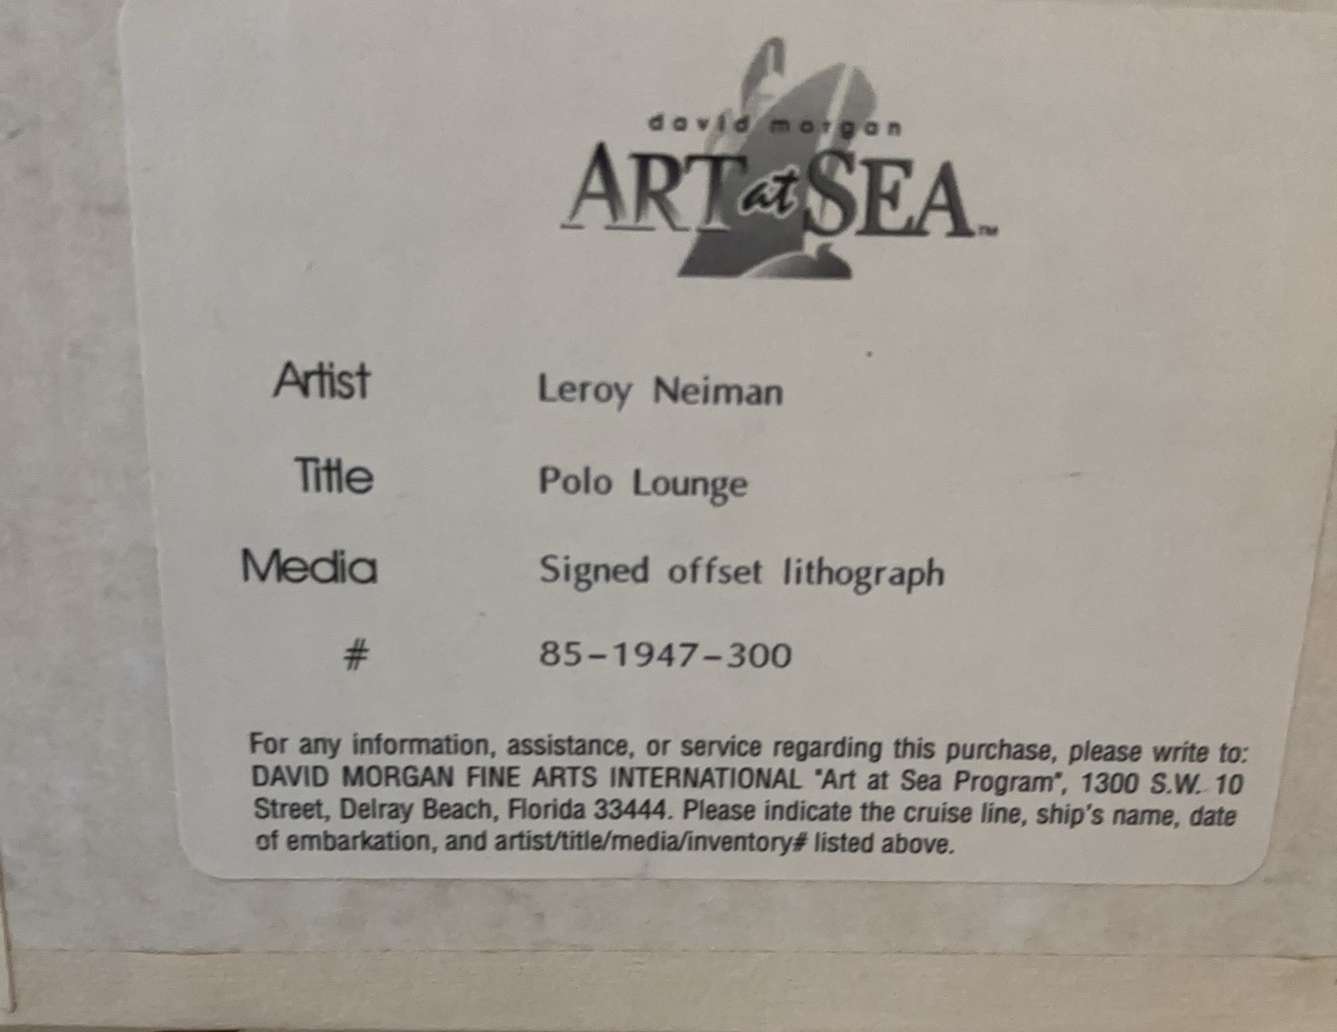 david morgan
ART at SEA™
Artist Leroy Neiman
Title Polo Lounge
Media Signed offset lithograph
# 85-1947-300
For any information, assistance, or service regarding this purchase, please write to:
DAVID MORGAN FINE ARTS INTERNATIONAL "Art at Sea Program", 1300 S.W. 10
Street, Delray Beach, Florida 33444. Please indicate the cruise line, ship's name, date
of embarkation, and artist/title/media/inventory# listed above.